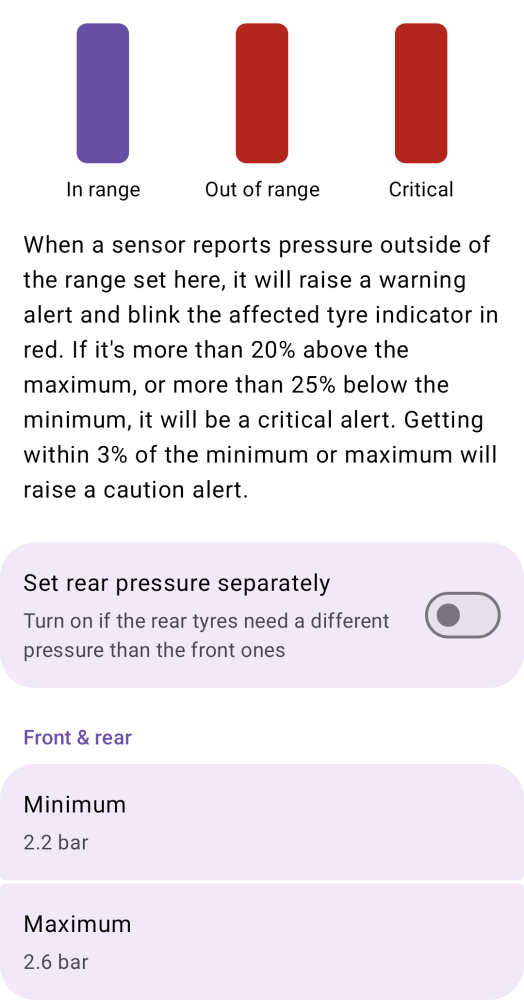 In range
Out of range
Critical
When a sensor reports pressure outside of
the range set here, it will raise a warning
alert and blink the affected tyre indicator in
red. If it's more than 20% above the
maximum, or more than 25% below the
minimum, it will be a critical alert. Getting
within 3% of the minimum or maximum will
raise a caution alert.
Set rear pressure separately
Turn on if the rear tyres need a different
pressure than the front ones
Front & rear
Minimum
2.2 bar
Maximum
2.6 bar